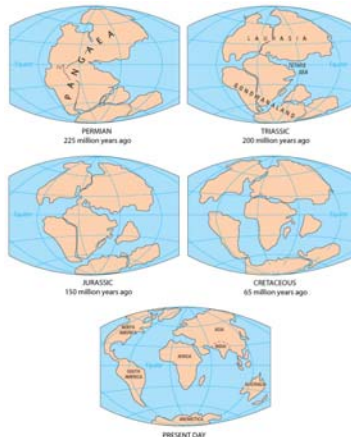 PANGAEA
PERMIAN
225 million years ago
LAURASIA
TETHYS
SEA
GONDWANALAND
TRIASSIC
200 million years ago
JURASSIC
150 million years ago
CRETACEOUS
65 million years ago
NORTH
AMERICA
ASIA
INDIA
AFRICA
Equator
SOUTH
AMERICA
AUSTRALIA
ANTARCTICA
PRESENT DAY